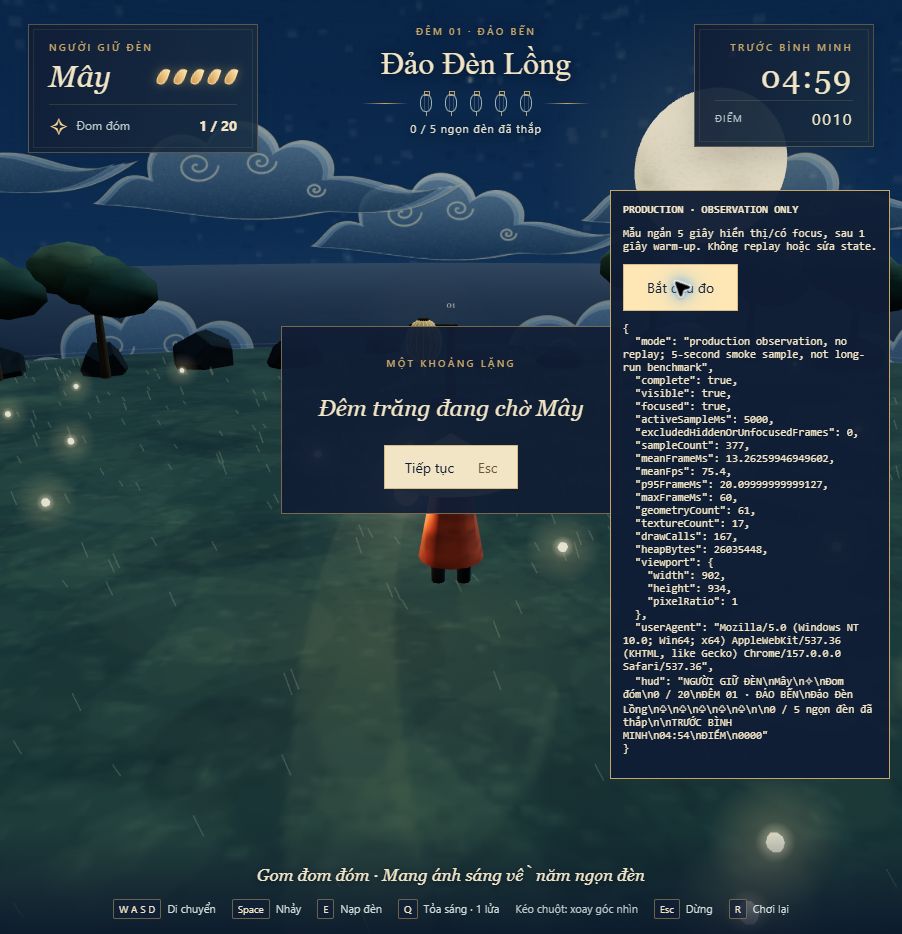 NGƯỜI GIỮ ĐÈN
Mây
Đom đóm 1 / 20
ĐÊM 01 · ĐẢO BẾN
Đảo Đèn Lồng
0 / 5 ngọn đèn đã thắp
TRƯỚC BÌNH MINH
04:59
ĐIỂM 0010
01
MỘT KHOẢNG LẶNG
Đêm trăng đang chờ Mây
Tiếp tục Esc
PRODUCTION · OBSERVATION ONLY
Mẫu ngắn 5 giây hiển thị/có focus, sau 1
giây warm-up. Không replay hoặc sửa state.
Bắt đo
{
"mode": "production observation, no
replay; 5-second smoke sample, not long-
run benchmark",
"complete": true,
"visible": true,
"focused": true,
"activeSampleMs": 5000,
"excludedHiddenOrUnfocusedFrames": 0,
"sampleCount": 377,
"meanFrameMs": 13.26259946949602,
"meanFps": 75.4,
"p95FrameMs": 20.09999999999127,
"maxFrameMs": 60,
"geometryCount": 61,
"textureCount": 17,
"drawCalls": 167,
"heapBytes": 26035448,
"viewport": {
"width": 902,
"height": 934,
"pixelRatio": 1
},
"userAgent": "Mozilla/5.0 (Windows NT
10.0; Win64; x64) AppleWebKit/537.36
(KHTML, like Gecko) Chrome/157.0.0.0
Safari/537.36",
"hud": "NGƯỜI GIỮ ĐÈN\nMây\n✧\nĐom
đóm\n0 / 20\nĐÊM 01 · ĐẢO BẾN\nĐảo Đèn
Lồng\n♧\n♧\n♧\n♧\n♧\n\n0 / 5 ngọn đèn đã
thắp\n\nTRƯỚC BÌNH
MINH\n04:54\nĐIỂM\n0000"
}
Gom đom đóm · Mang ánh sáng về năm ngọn đèn
W A S D Di chuyển Space Nhảy E Nạp đèn Q Tỏa sáng · 1 lửa Kéo chuột: xoay góc nhìn Esc Dừng R Chơi lại